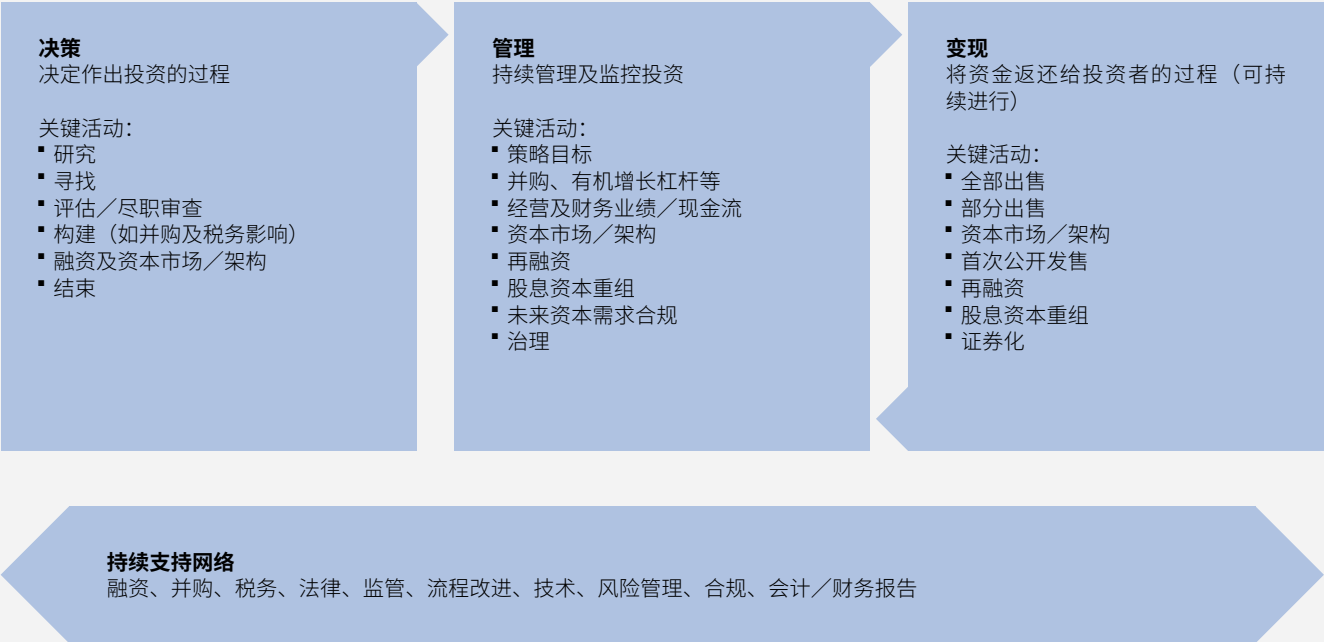 决策
决定作出投资的过程
关键活动：
▪ 研究
▪ 寻找
▪ 评估／尽职审查
▪ 构建（如并购及税务影响）
▪ 融资及资本市场／架构
▪ 结束
管理
持续管理及监控投资
关键活动：
▪ 策略目标
▪ 并购、有机增长杠杆等
▪ 经营及财务业绩／现金流
▪ 资本市场／架构
▪ 再融资
▪ 股息资本重组
▪ 未来资本需求合规
▪ 治理
变现
将资金返还给投资者的过程（可持
续进行）
关键活动：
▪ 全部出售
▪ 部分出售
▪ 资本市场／架构
▪ 首次公开发售
▪ 再融资
▪ 股息资本重组
▪ 证券化
持续支持网络
融资、并购、税务、法律、监管、流程改进、技术、风险管理、合规、会计／财务报告